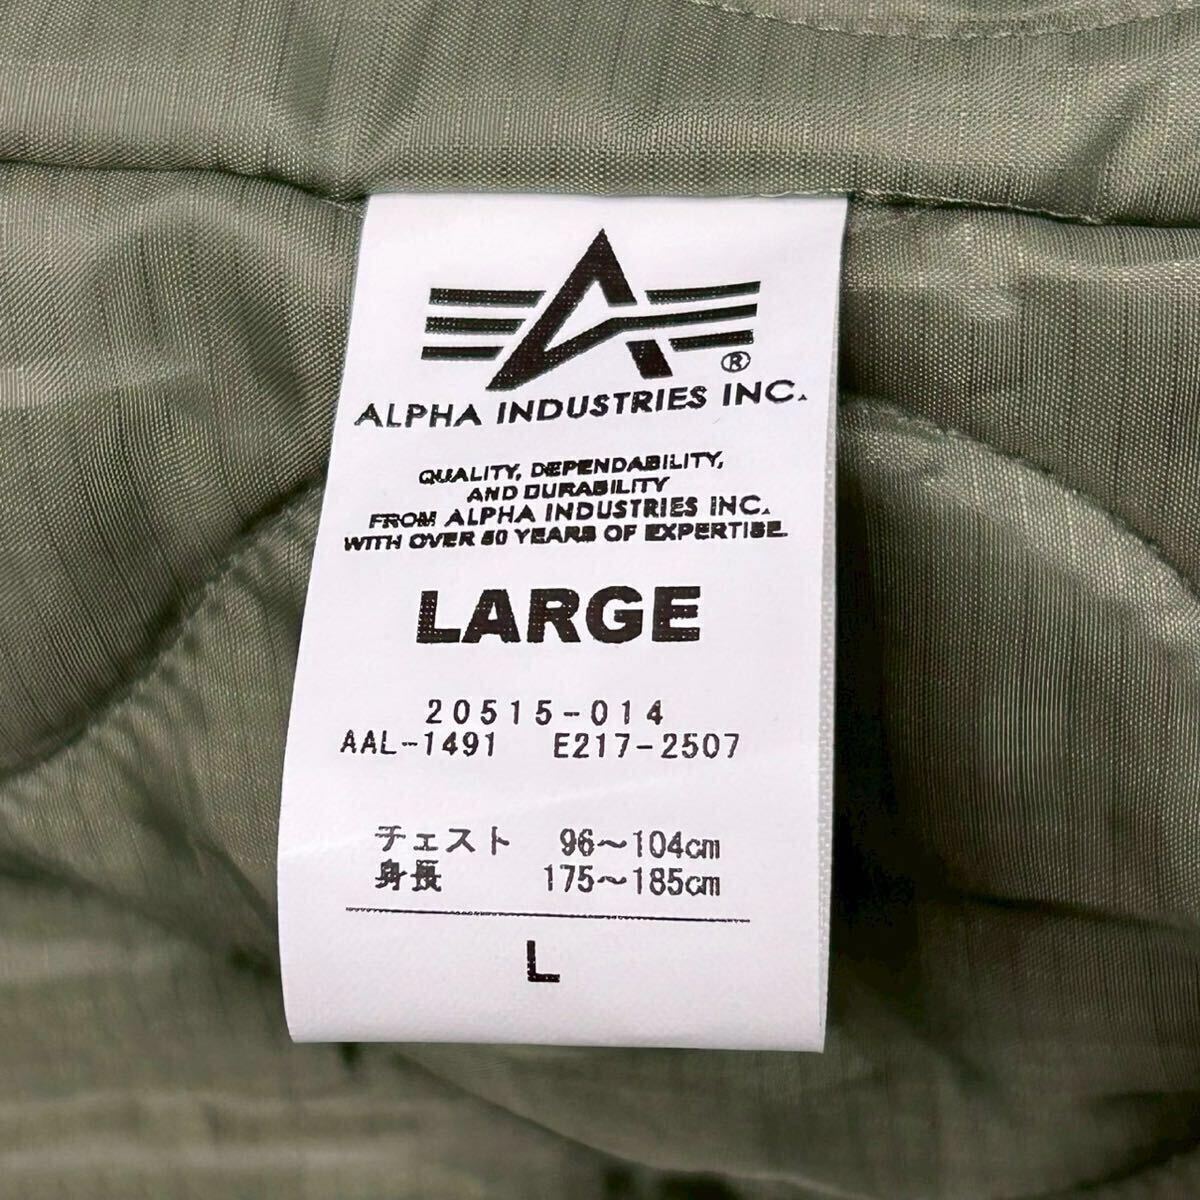 ®
ALPHA INDUSTRIES INC.
QUALITY, DEPENDABILITY,
AND DURABILITY
FROM ALPHA INDUSTRIES INC.
WITH OVER 50 YEARS OF EXPERTISE
LARGE
20515-014
AAL-1491 E217-2507
チェスト 96〜104cm
身長 175〜185cm
L